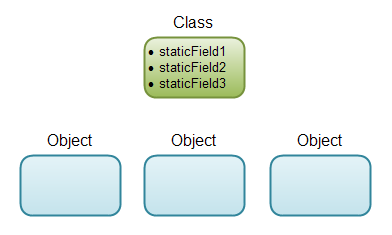 Class
• staticField1
• staticField2
• staticField3
Object Object Object